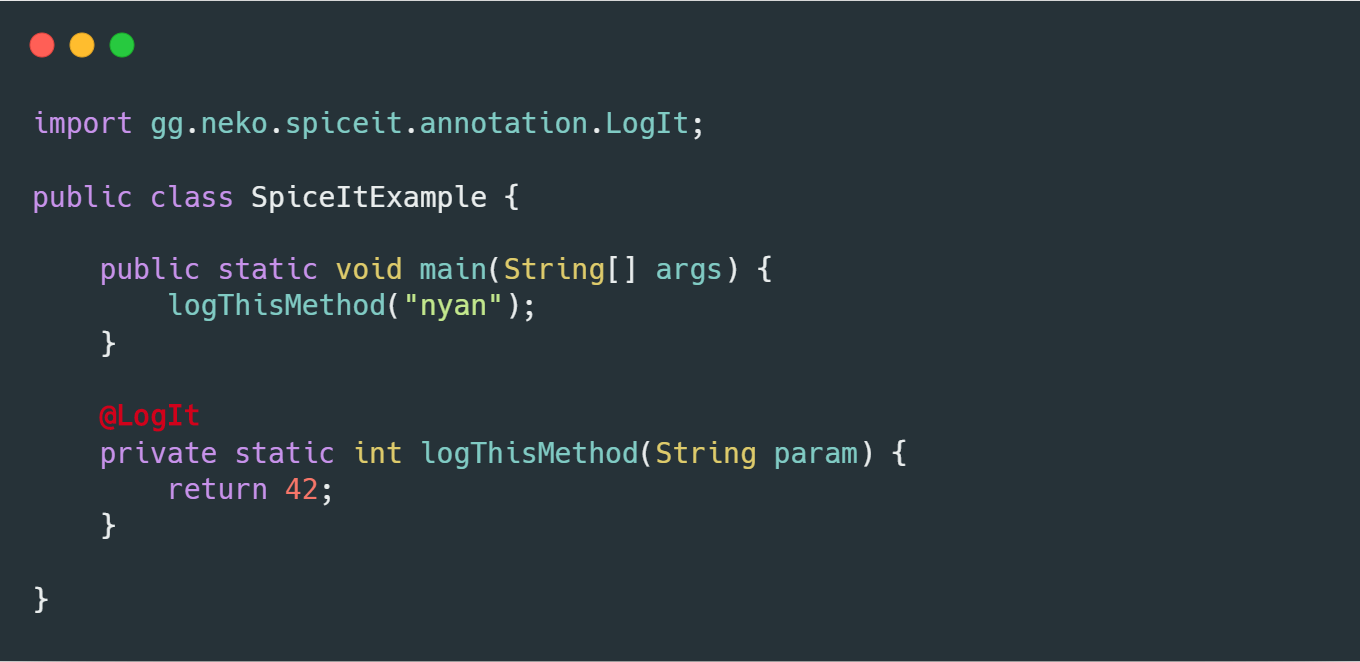 import gg.neko.spiceit.annotation.LogIt;
public class SpiceItExample {
    public static void main(String[] args) {
        logThisMethod("nyan");
    }
    @LogIt
    private static int logThisMethod(String param) {
        return 42;
    }
}